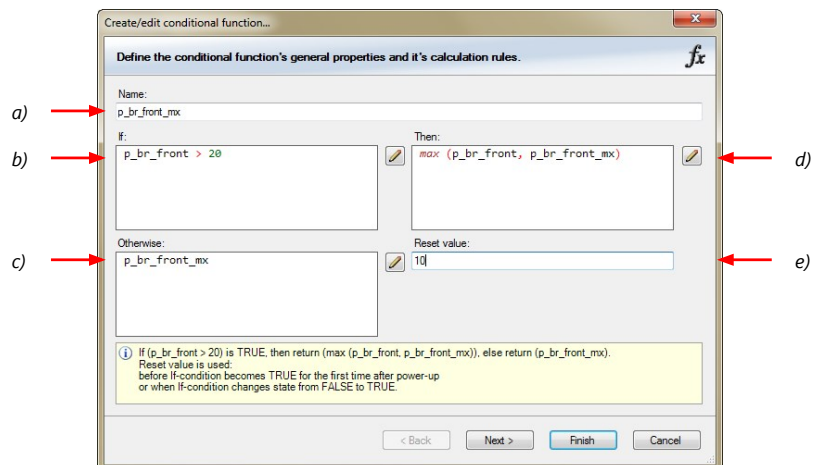 Create/edit conditional function...
Define the conditional function's general properties and it's calculation rules.
fx
Name:
a)
p_br_front_mx
If:
Then:
b)
p_br_front > 20
max (p_br_front, p_br_front_mx)
d)
Otherwise:
Reset value:
c)
p_br_front_mx
10
e)
If (p_br_front > 20) is TRUE, then return (max (p_br_front, p_br_front_mx)), else return (p_br_front_mx).
Reset value is used:
before If-condition becomes TRUE for the first time after power-up
or when If-condition changes state from FALSE to TRUE.
< Back
Next >
Finish
Cancel